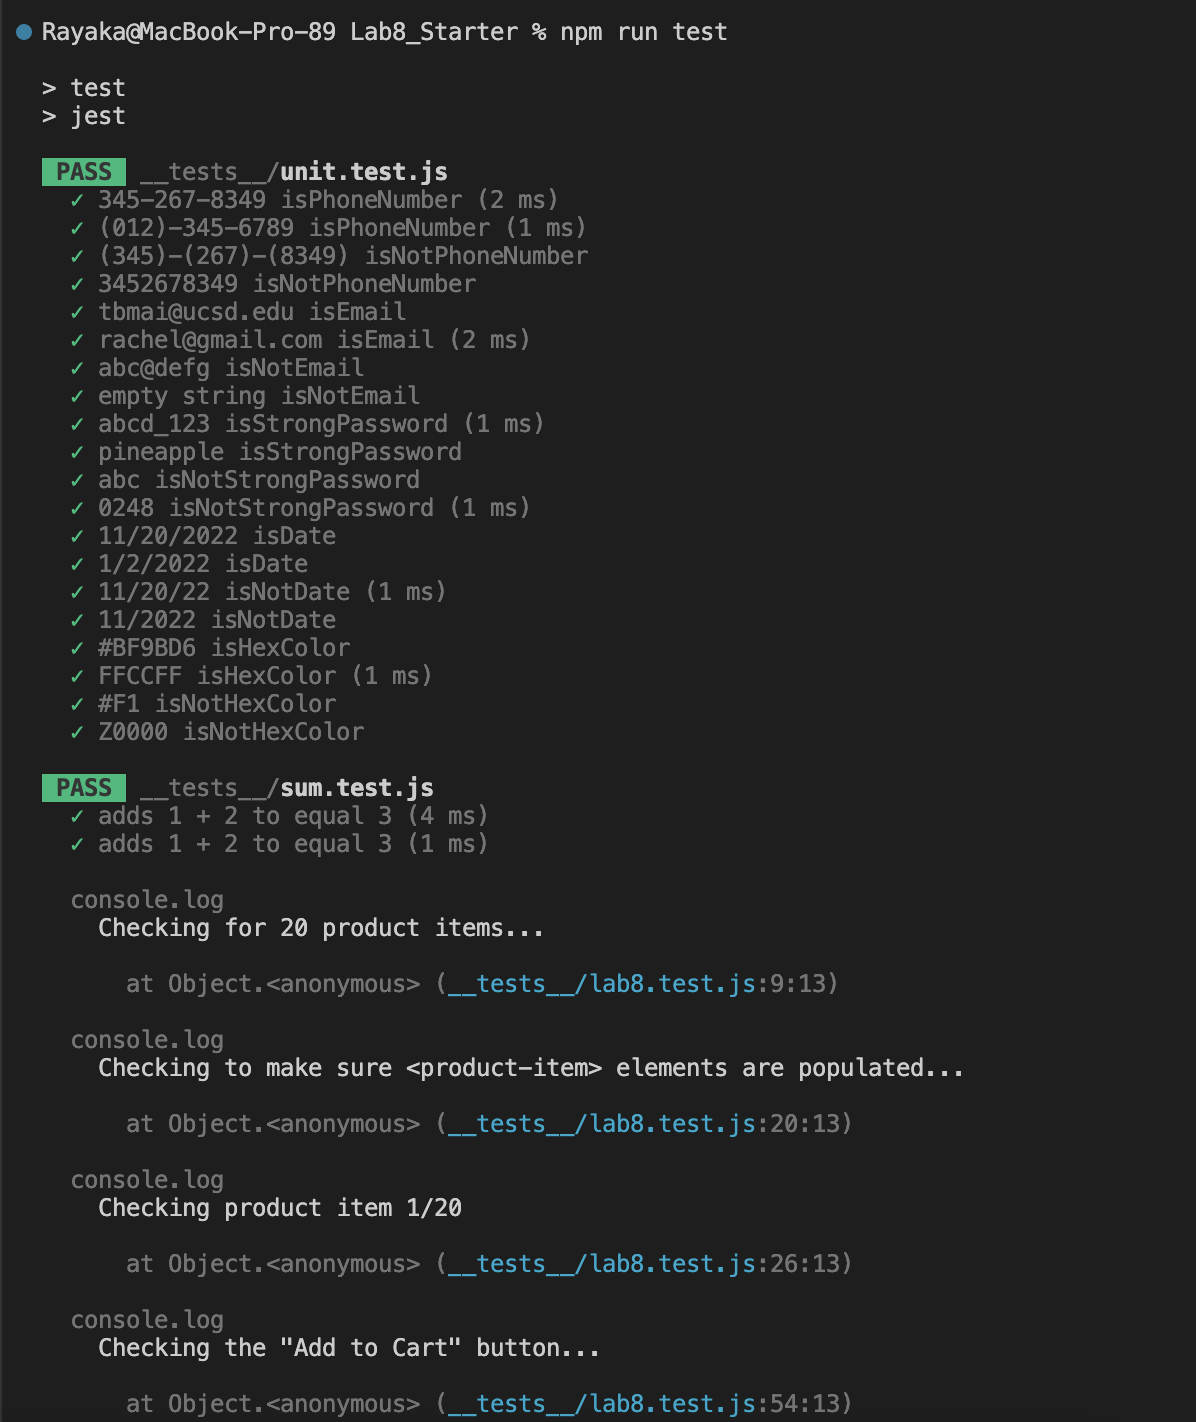 Rayaka@MacBook-Pro-89 Lab8_Starter % npm run test
> test
> jest
PASS __tests__/unit.test.js
✓ 345-267-8349 isPhoneNumber (2 ms)
✓ (012)-345-6789 isPhoneNumber (1 ms)
✓ (345)-(267)-(8349) isNotPhoneNumber
✓ 3452678349 isNotPhoneNumber
✓ tbmai@ucsd.edu isEmail
✓ rachel@gmail.com isEmail (2 ms)
✓ abc@defg isNotEmail
✓ empty string isNotEmail
✓ abcd_123 isStrongPassword (1 ms)
✓ pineapple isStrongPassword
✓ abc isNotStrongPassword
✓ 0248 isNotStrongPassword (1 ms)
✓ 11/20/2022 isDate
✓ 1/2/2022 isDate
✓ 11/20/22 isNotDate (1 ms)
✓ 11/2022 isNotDate
✓ #BF9BD6 isHexColor
✓ FFCCFF isHexColor (1 ms)
✓ #F1 isNotHexColor
✓ Z0000 isNotHexColor
PASS __tests__/sum.test.js
✓ adds 1 + 2 to equal 3 (4 ms)
✓ adds 1 + 2 to equal 3 (1 ms)
console.log
Checking for 20 product items...
at Object.<anonymous> (__tests__/lab8.test.js:9:13)
console.log
Checking to make sure <product-item> elements are populated...
at Object.<anonymous> (__tests__/lab8.test.js:20:13)
console.log
Checking product item 1/20
at Object.<anonymous> (__tests__/lab8.test.js:26:13)
console.log
Checking the "Add to Cart" button...
at Object.<anonymous> (__tests__/lab8.test.js:54:13)